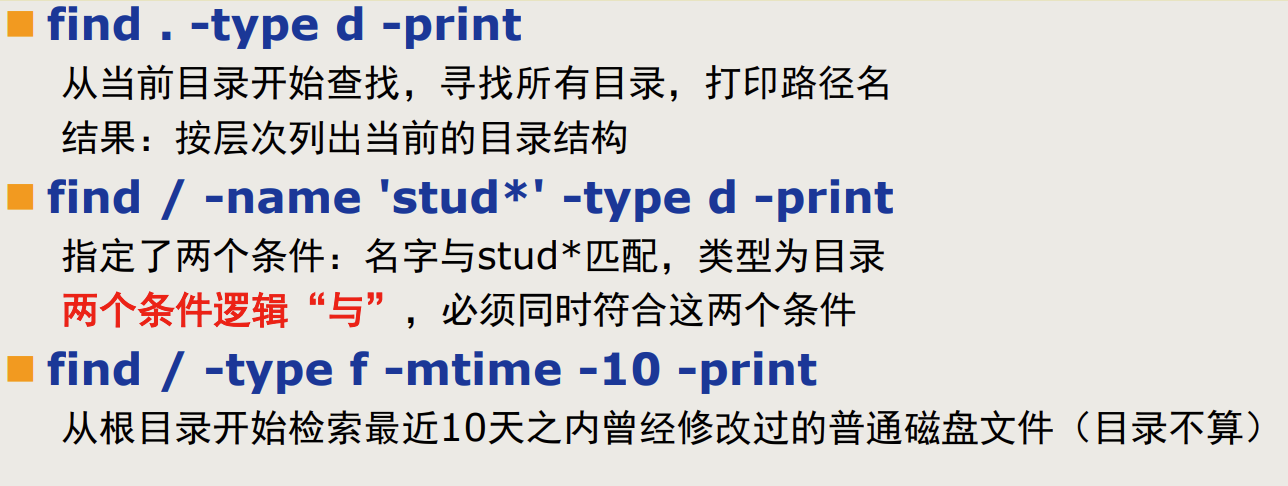 find . -type d -print
从当前目录开始查找，寻找所有目录，打印路径名
结果：按层次列出当前的目录结构
find / -name 'stud*' -type d -print
指定了两个条件：名字与stud*匹配，类型为目录
两个条件逻辑“与”，必须同时符合这两个条件
find / -type f -mtime -10 -print
从根目录开始检索最近10天之内曾经修改过的普通磁盘文件（目录不算）